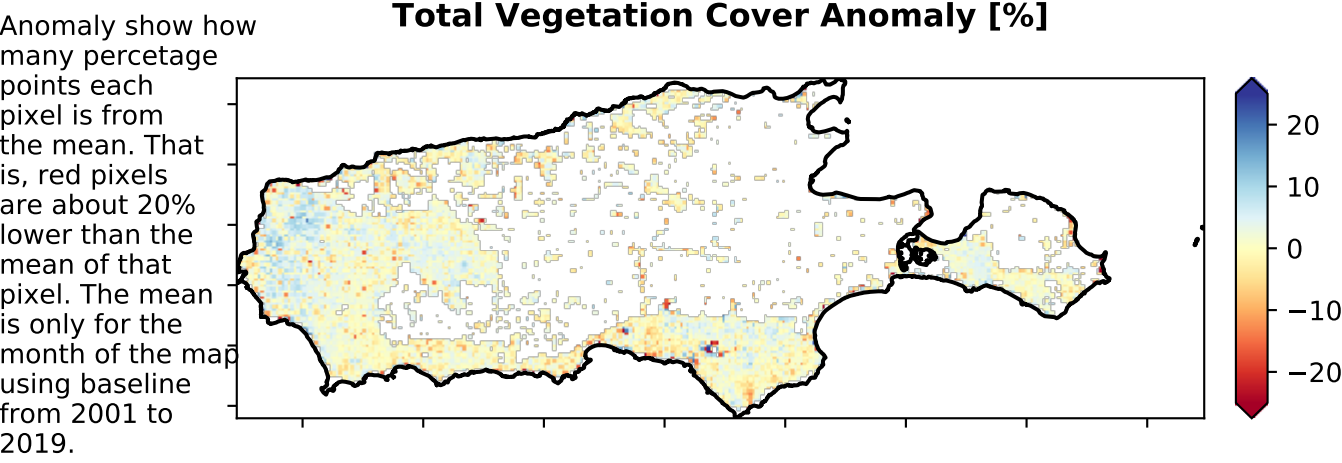 Total Vegetation Cover Anomaly [%]
Anomaly show how
many percetage
points each
pixel is from
the mean. That
is, red pixels
are about 20%
lower than the
mean of that
pixel. The mean
is only for the
month of the map
using baseline
from 2001 to
2019.
20
10
0
−10
−20